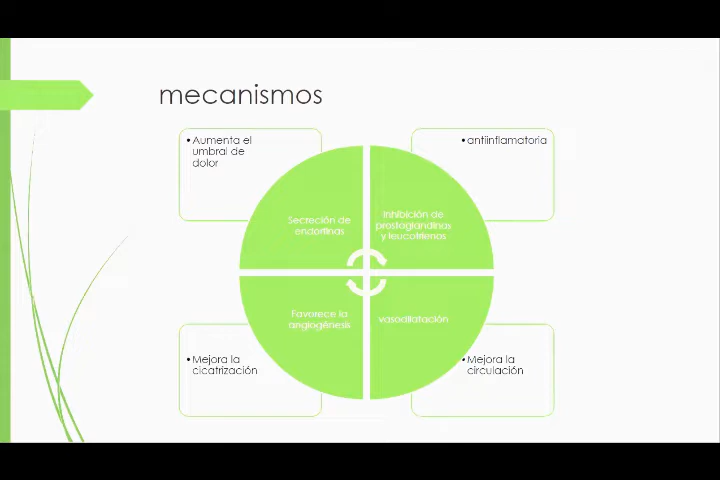 mecanismos
•Aumenta el
umbral de
dolor
•antiinflamatoria
Secreción de
endorfinas
Inhibición de
prostaglandinas
y leucotrienos
Favorece la
angiogénesis
vasodilatación
•Mejora la
cicatrización
•Mejora la
circulación